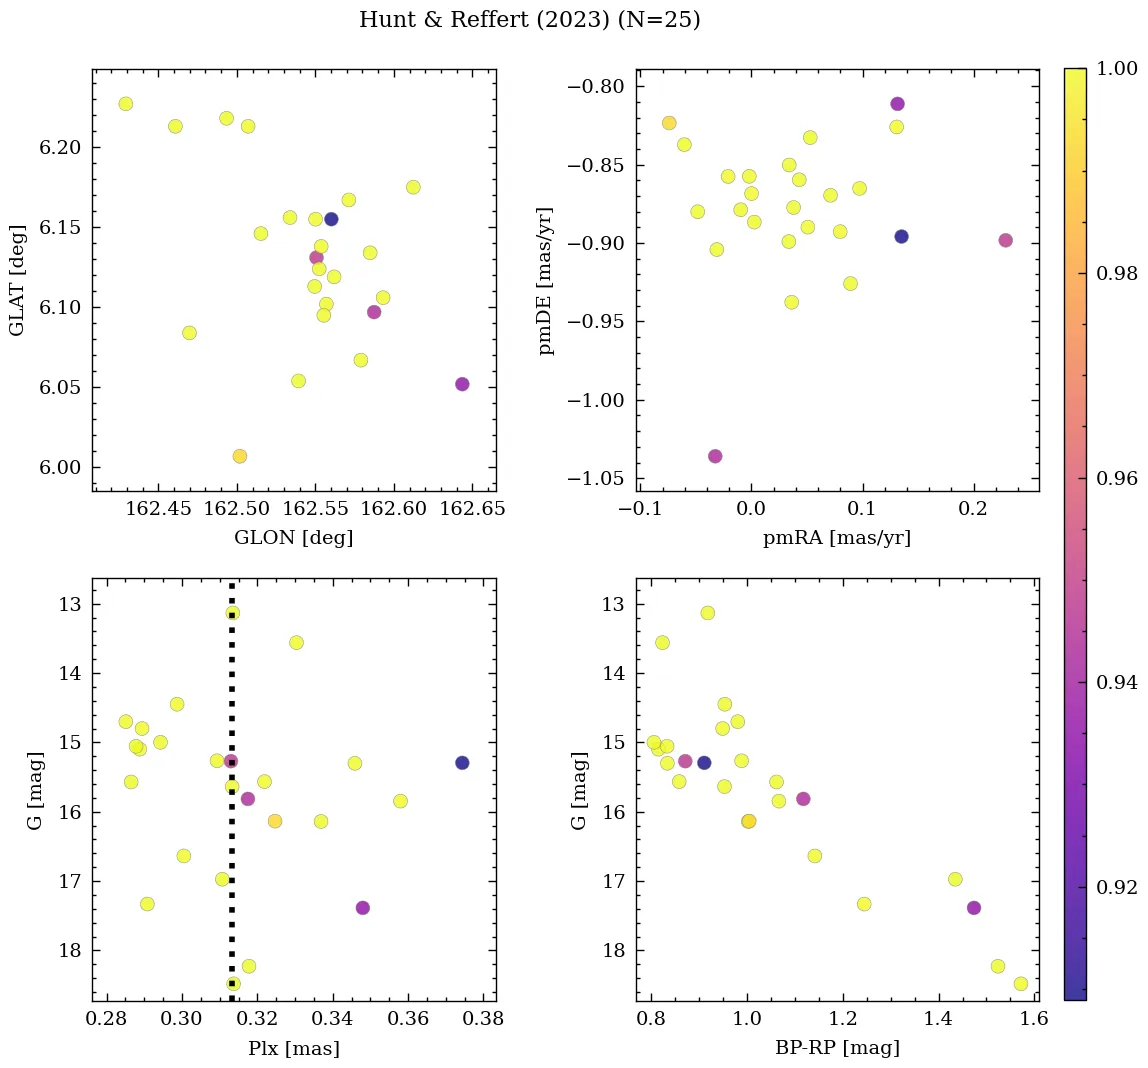 Hunt & Reffert (2023) (N=25)
6.20
6.15
6.10
6.05
6.00
GLAT [deg]
162.45 162.50 162.55 162.60 162.65
GLON [deg]
−0.80
−0.85
−0.90
−0.95
−1.00
−1.05
pmDE [mas/yr]
−0.1 0.0 0.1 0.2
pmRA [mas/yr]
13
14
15
16
17
18
G [mag]
0.28 0.30 0.32 0.34 0.36 0.38
Plx [mas]
13
14
15
16
17
18
G [mag]
0.8 1.0 1.2 1.4 1.6
BP-RP [mag]
1.00
0.98
0.96
0.94
0.92